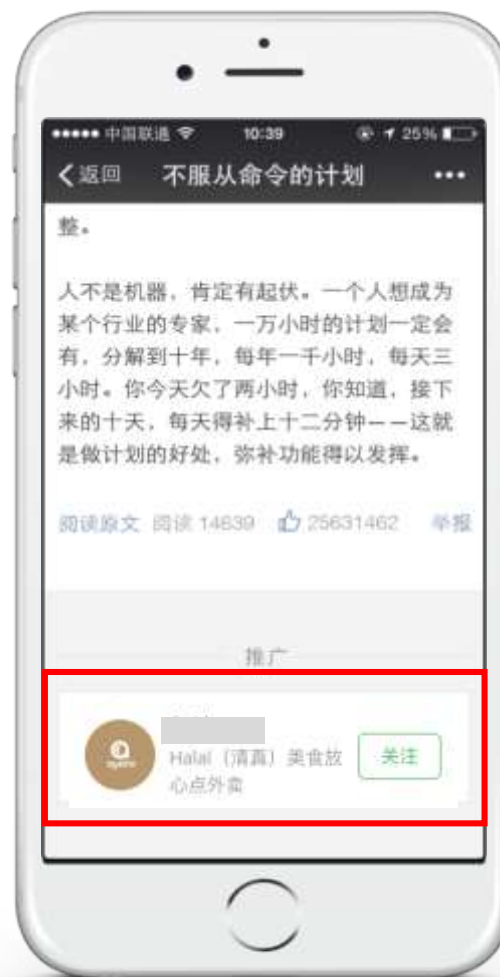 中国联通 10:39 25%
返回 不服从命令的计划 •••
整。
人不是机器，肯定有起伏。一个人想成为
某个行业的专家，一万小时的计划一定会
有，分解到十年，每年一千小时，每天三
小时。你今天欠了两小时，你知道，接下
来的十天，每天得补上十二分钟——这就
是做计划的好处，弥补功能得以发挥。
阅读原文 阅读 14639 25631462 举报
推广
Halal（清真）美食放
心点外卖
关注